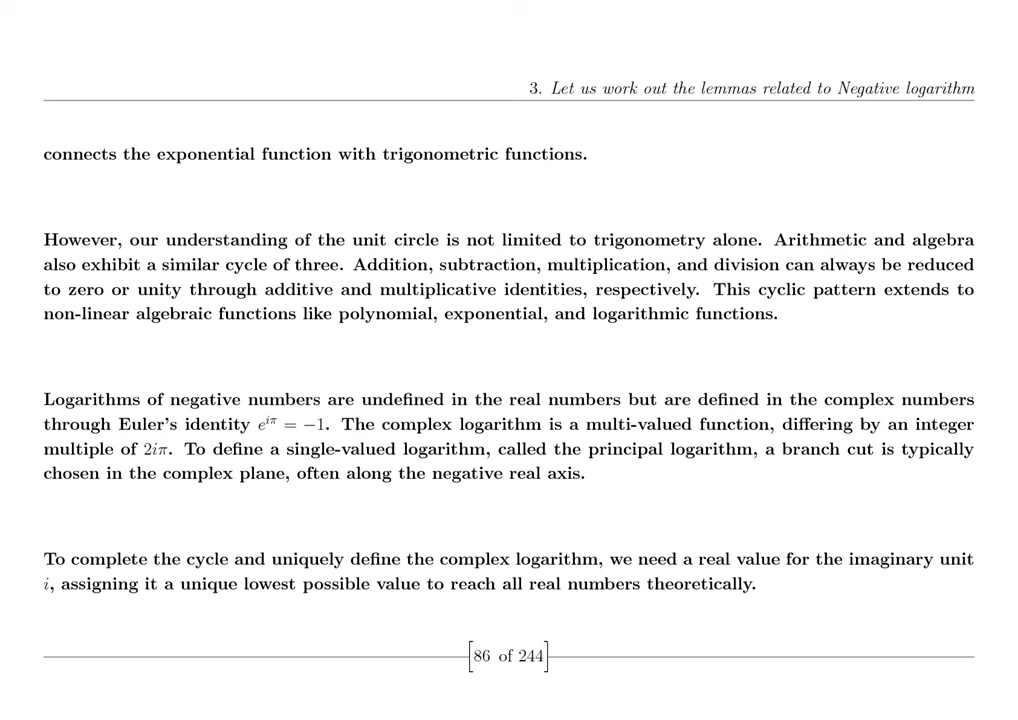 3. Let us work out the lemmas related to Negative logarithm
connects the exponential function with trigonometric functions.
However, our understanding of the unit circle is not limited to trigonometry alone. Arithmetic and algebra
also exhibit a similar cycle of three. Addition, subtraction, multiplication, and division can always be reduced
to zero or unity through additive and multiplicative identities, respectively. This cyclic pattern extends to
non-linear algebraic functions like polynomial, exponential, and logarithmic functions.
Logarithms of negative numbers are undefined in the real numbers but are defined in the complex numbers
through Euler's identity $e^{i\pi} = -1$. The complex logarithm is a multi-valued function, differing by an integer
multiple of $2i\pi$. To define a single-valued logarithm, called the principal logarithm, a branch cut is typically
chosen in the complex plane, often along the negative real axis.
To complete the cycle and uniquely define the complex logarithm, we need a real value for the imaginary unit
$i$, assigning it a unique lowest possible value to reach all real numbers theoretically.
[86 of 244]